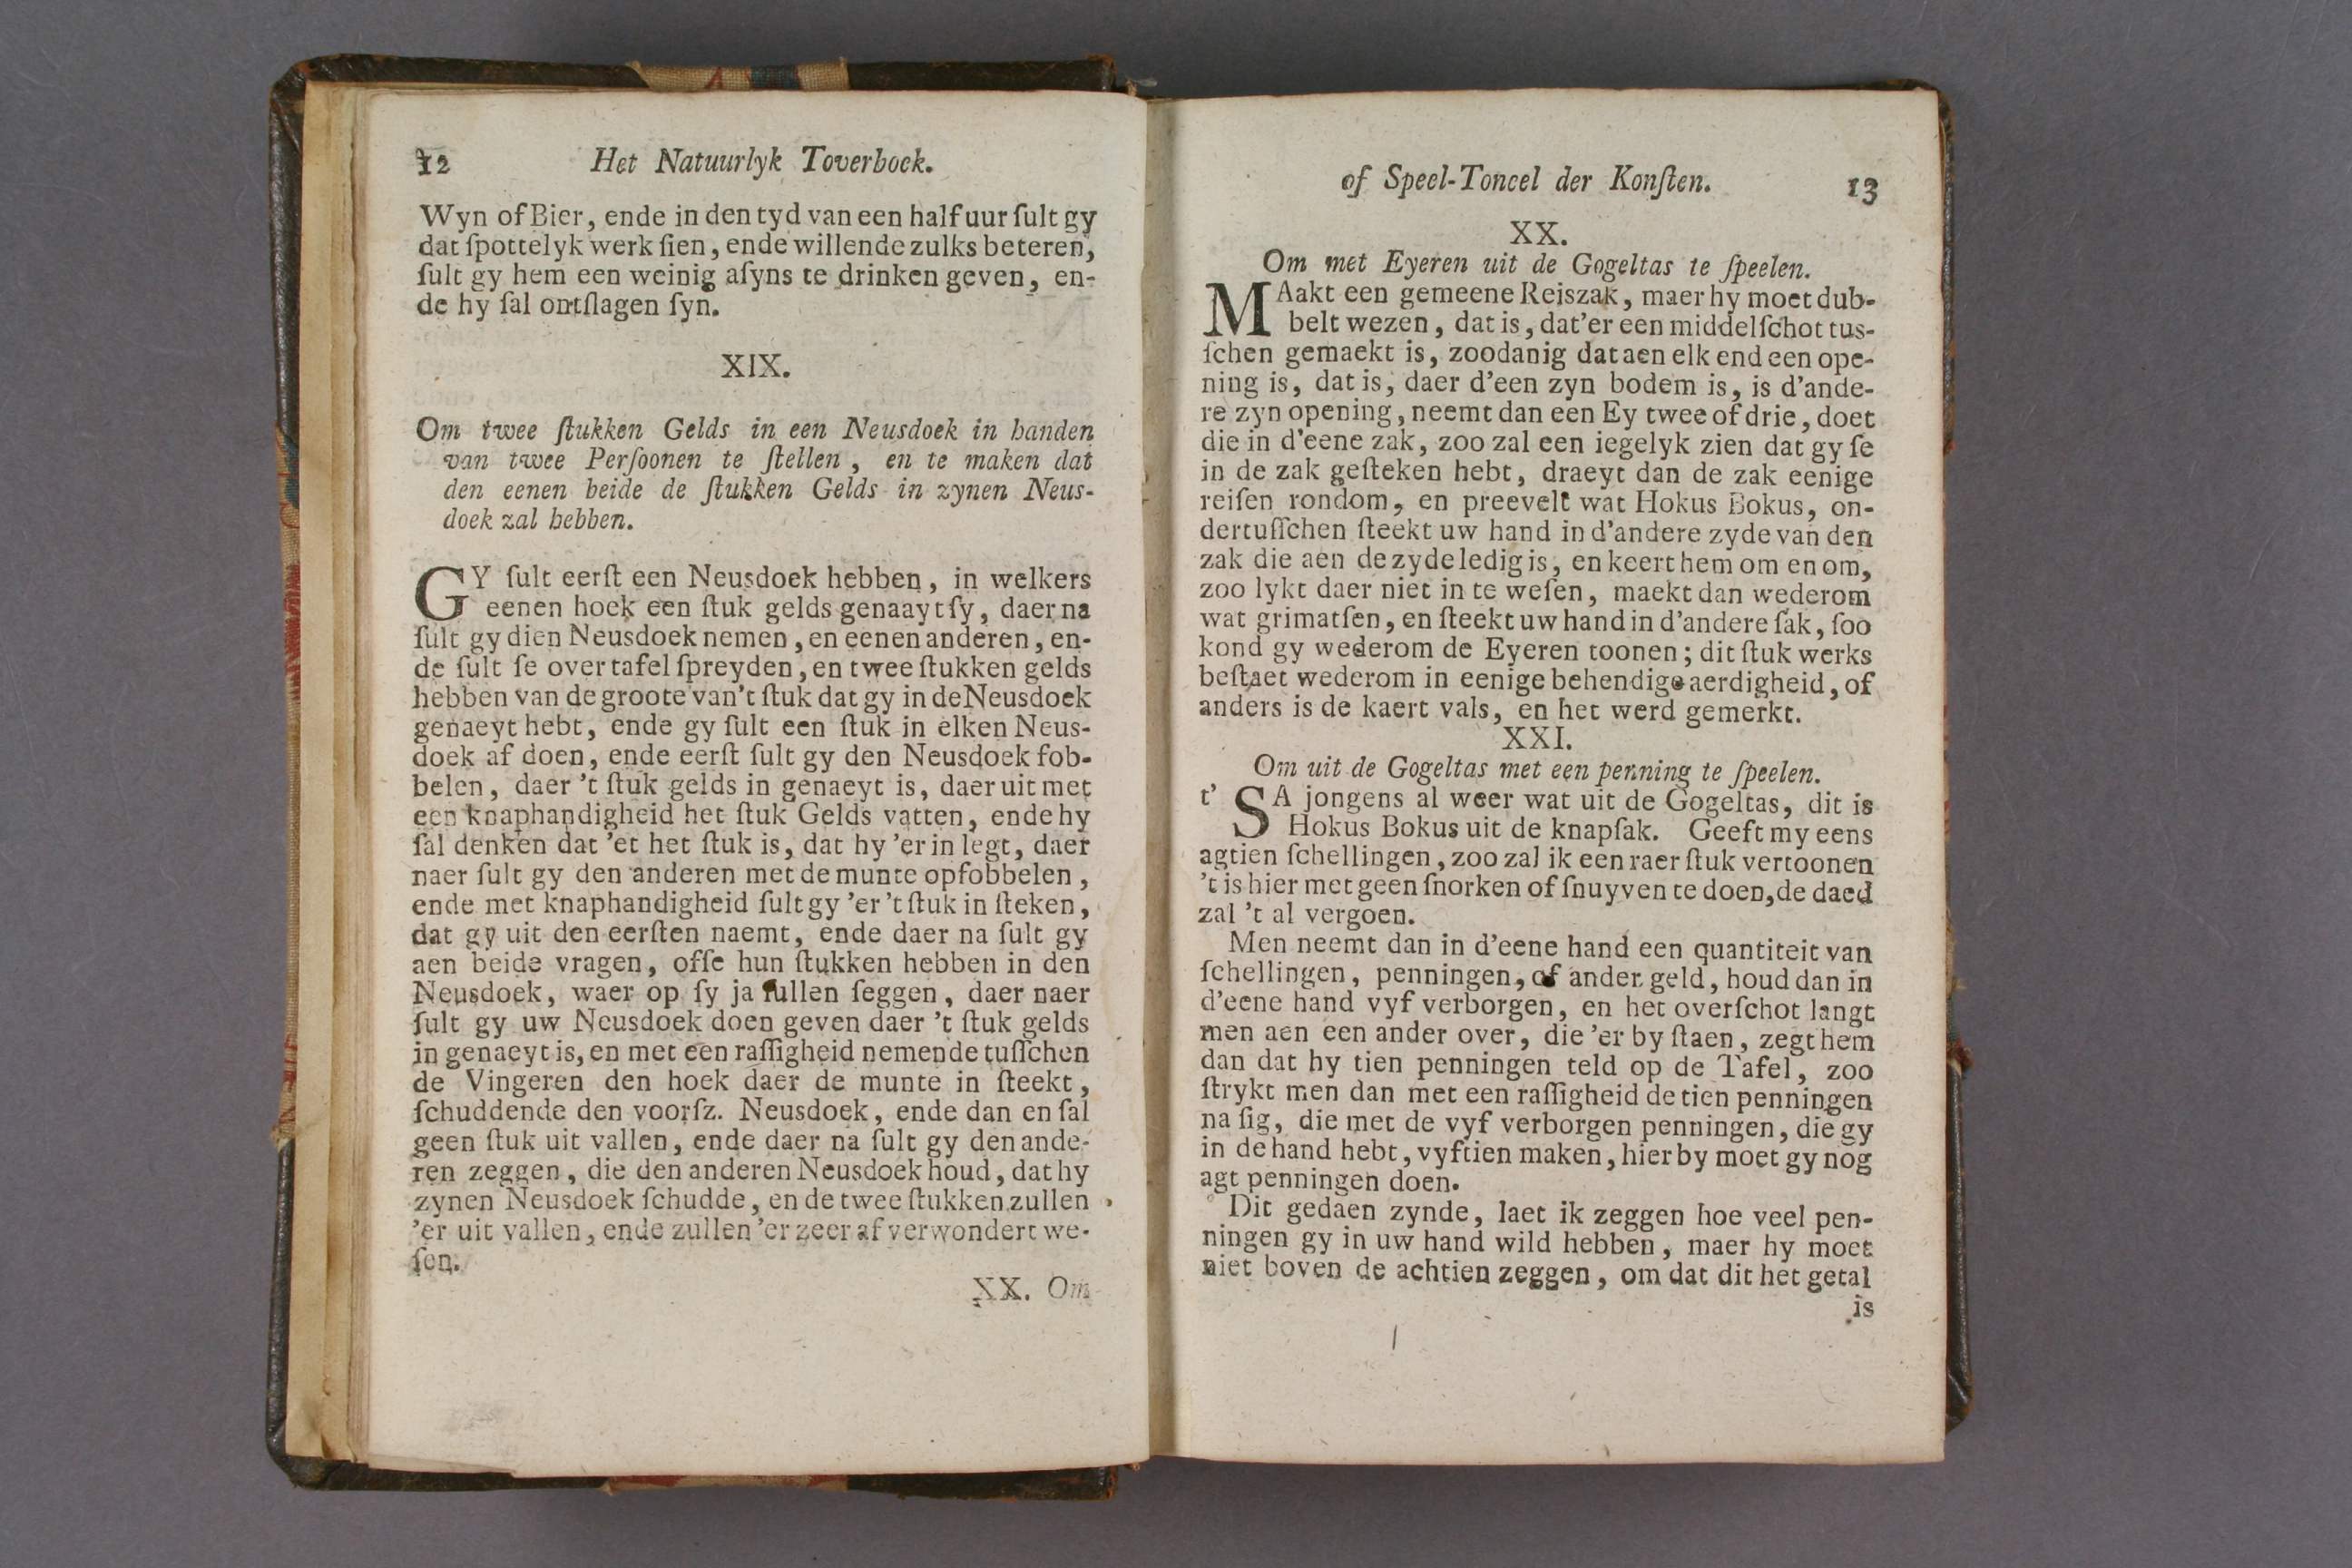 12 Het Natuurlyk Toverboek.
Wyn of Bier, ende in den tyd van een half uur ſult gy
dat ſpottelyk werk ſien, ende willende zulks beteren,
ſult gy hem een weinig aſyns te drinken geven, en-
de hy ſal ontſlagen ſyn.
XIX.
Om twee ſtukken Gelds in een Neusdoek in handen
van twee Perſoonen te ſtellen, en te maken dat
den eenen beide de ſtukken Gelds in zynen Neus-
doek zal hebben.
GY ſult eerſt een Neusdoek hebben, in welkers
eenen hoek een ſtuk gelds genaayt ſy, daer na
ſult gy dien Neusdoek nemen, en eenen anderen, en-
de ſult ſe over tafel ſpreyden, en twee ſtukken gelds
hebben van de groote van't ſtuk dat gy in de Neusdoek
genaeyt hebt, ende gy ſult een ſtuk in elken Neus-
doek af doen, ende eerſt ſult gy den Neusdoek fob-
belen, daer 't ſtuk gelds in genaeyt is, daer uit met
een knaphandigheid het ſtuk Gelds vatten, ende hy
ſal denken dat 'et het ſtuk is, dat hy 'er in legt, daer
naer ſult gy den anderen met de munte opfobbelen,
ende met knaphandigheid ſult gy 'er 't ſtuk in ſteken,
dat gy uit den eerſten naemt, ende daer na ſult gy
aen beide vragen, ofſe hun ſtukken hebben in den
Neusdoek, waer op ſy ja ſullen ſeggen, daer naer
ſult gy uw Neusdoek doen geven daer 't ſtuk gelds
in genaeyt is, en met een raſſigheid nemende tuſſchen
de Vingeren den hoek daer de munte in ſteekt,
ſchuddende den voorſz. Neusdoek, ende dan en ſal
geen ſtuk uit vallen, ende daer na ſult gy den ande-
ren zeggen, die den anderen Neusdoek houd, dat hy
zynen Neusdoek ſchudde, en de twee ſtukken zullen
'er uit vallen, ende zullen 'er zeer af verwondert we-
ſen.
XX. Om
of Speel-Toneel der Konſten. 13
XX.
Om met Eyeren uit de Gogeltas te ſpeelen.
MAakt een gemeene Reiszak, maer hy moet dub-
belt wezen, dat is, dat'er een middelſchot tus-
ſchen gemaekt is, zoodanig dat aen elk end een ope-
ning is, dat is, daer d'een zyn bodem is, is d'ande-
re zyn opening, neemt dan een Ey twee of drie, doet
die in d'eene zak, zoo zal een iegelyk zien dat gy ſe
in de zak geſteken hebt, draeyt dan de zak eenige
reiſen rondom, en preevelt wat Hokus Bokus, on-
dertuſſchen ſteekt uw hand in d'andere zyde van den
zak die aen de zyde ledig is, en keert hem om en om,
zoo lykt daer niet in te weſen, maekt dan wederom
wat grimatſen, en ſteekt uw hand in d'andere ſak, ſoo
kond gy wederom de Eyeren toonen; dit ſtuk werks
beſtaet wederom in eenige behendige aerdigheid, of
anders is de kaert vals, en het werd gemerkt.
XXI.
Om uit de Gogeltas met een penning te ſpeelen.
t' SA jongens al weer wat uit de Gogeltas, dit is
Hokus Bokus uit de knapſak. Geeft my eens
agtien ſchellingen, zoo zal ik een raer ſtuk vertoonen
't is hier met geen ſnorken of ſnuyven te doen, de daed
zal 't al vergoen.
Men neemt dan in d'eene hand een quantiteit van
ſchellingen, penningen, of ander geld, houd dan in
d'eene hand vyf verborgen, en het overſchot langt
men aen een ander over, die 'er by ſtaen, zegt hem
dan dat hy tien penningen teld op de Tafel, zoo
ſtrykt men dan met een raſſigheid de tien penningen
na ſig, die met de vyf verborgen penningen, die gy
in de hand hebt, vyftien maken, hier by moet gy nog
agt penningen doen.
Dit gedaen zynde, laet ik zeggen hoe veel pen-
ningen gy in uw hand wild hebben, maer hy moet
niet boven de achtien zeggen, om dat dit het getal
is